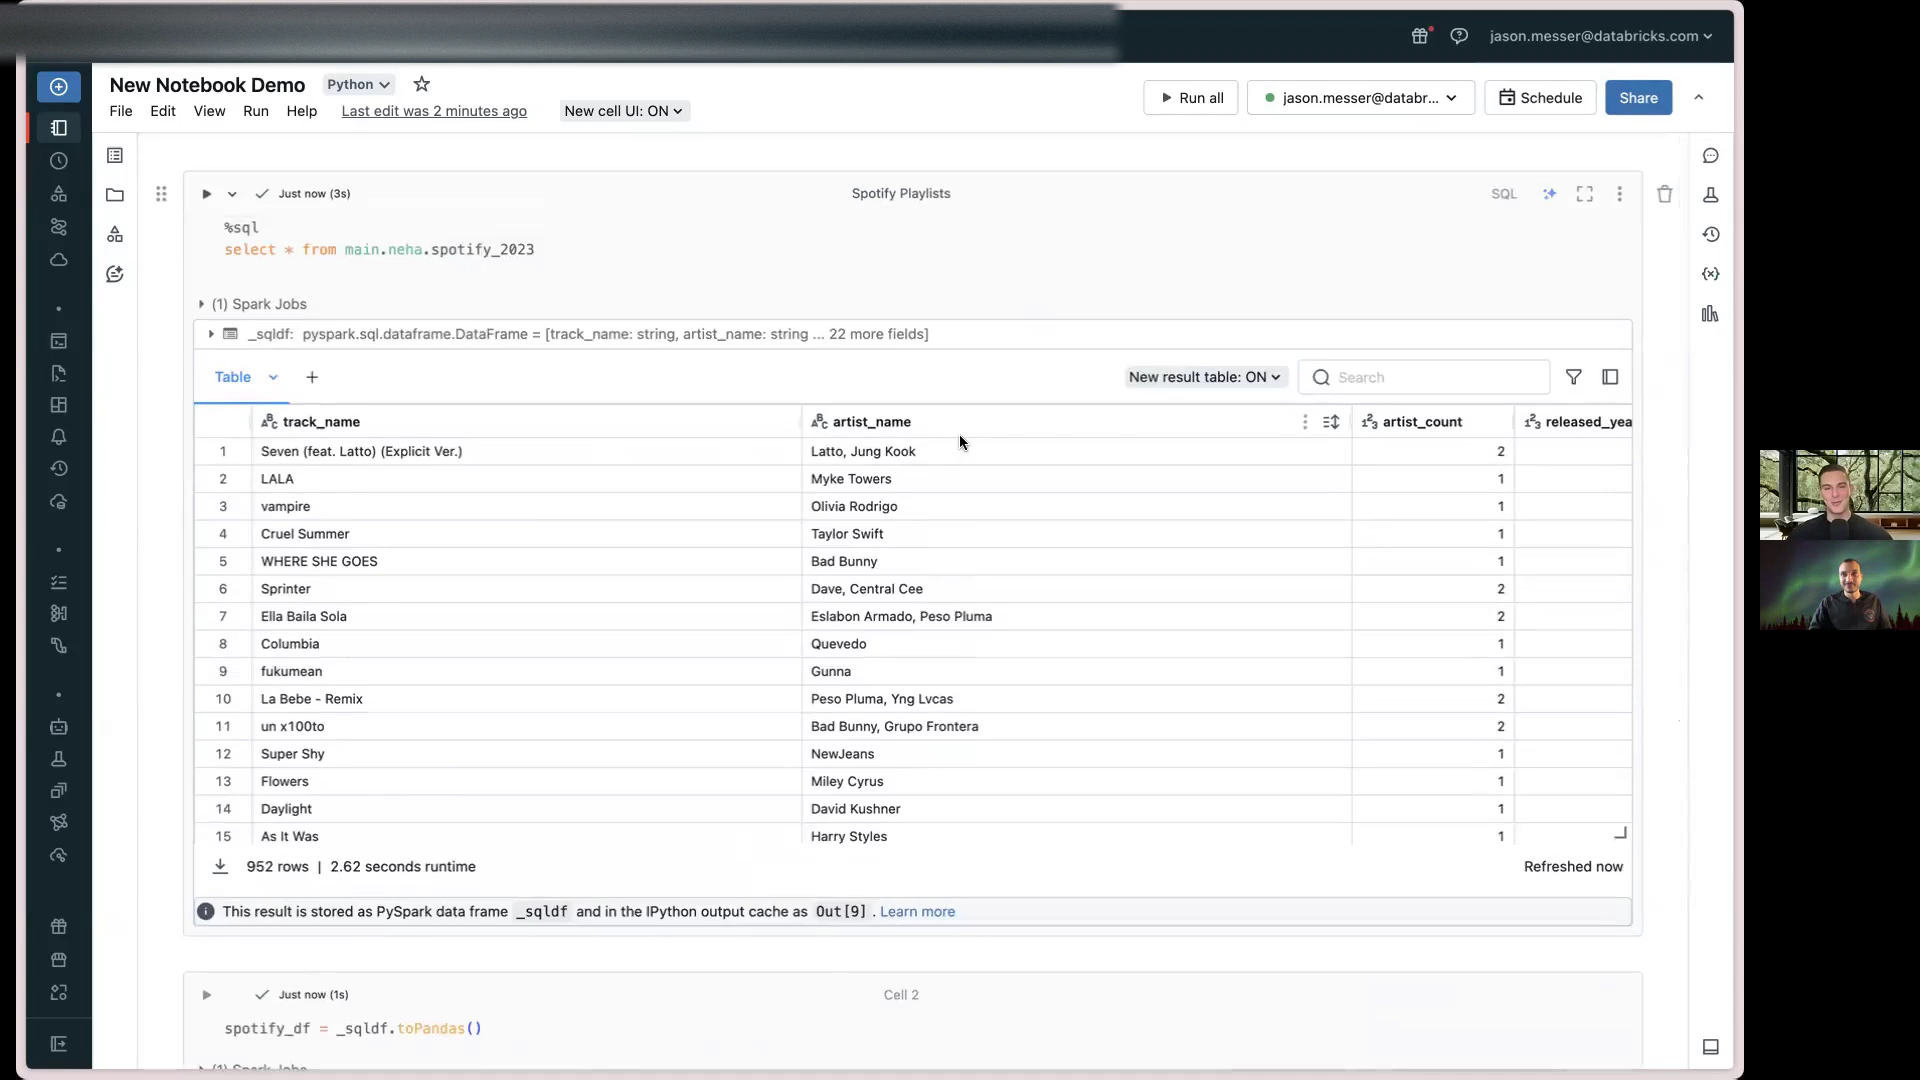 jason.messer@databricks.com
New Notebook Demo
Python
File Edit View Run Help Last edit was 2 minutes ago New cell UI: ON
Run all
jason.messer@databr...
Schedule
Share
Just now (3s)
Spotify Playlists
SQL
%sql
select * from main.neha.spotify_2023
(1) Spark Jobs
_sqldf: pyspark.sql.dataframe.DataFrame = [track_name: string, artist_name: string ... 22 more fields]
Table
+
New result table: ON
Search
track_name artist_name artist_count released_yea
1 Seven (feat. Latto) (Explicit Ver.) Latto, Jung Kook 2
2 LALA Myke Towers 1
3 vampire Olivia Rodrigo 1
4 Cruel Summer Taylor Swift 1
5 WHERE SHE GOES Bad Bunny 1
6 Sprinter Dave, Central Cee 2
7 Ella Baila Sola Eslabon Armado, Peso Pluma 2
8 Columbia Quevedo 1
9 fukumean Gunna 1
10 La Bebe - Remix Peso Pluma, Yng Lvcas 2
11 un x100to Bad Bunny, Grupo Frontera 2
12 Super Shy NewJeans 1
13 Flowers Miley Cyrus 1
14 Daylight David Kushner 1
15 As It Was Harry Styles 1
952 rows | 2.62 seconds runtime
Refreshed now
This result is stored as PySpark data frame _sqldf and in the IPython output cache as Out[9] . Learn more
Just now (1s)
Cell 2
spotify_df = _sqldf.toPandas()
(1) Spark Jobs